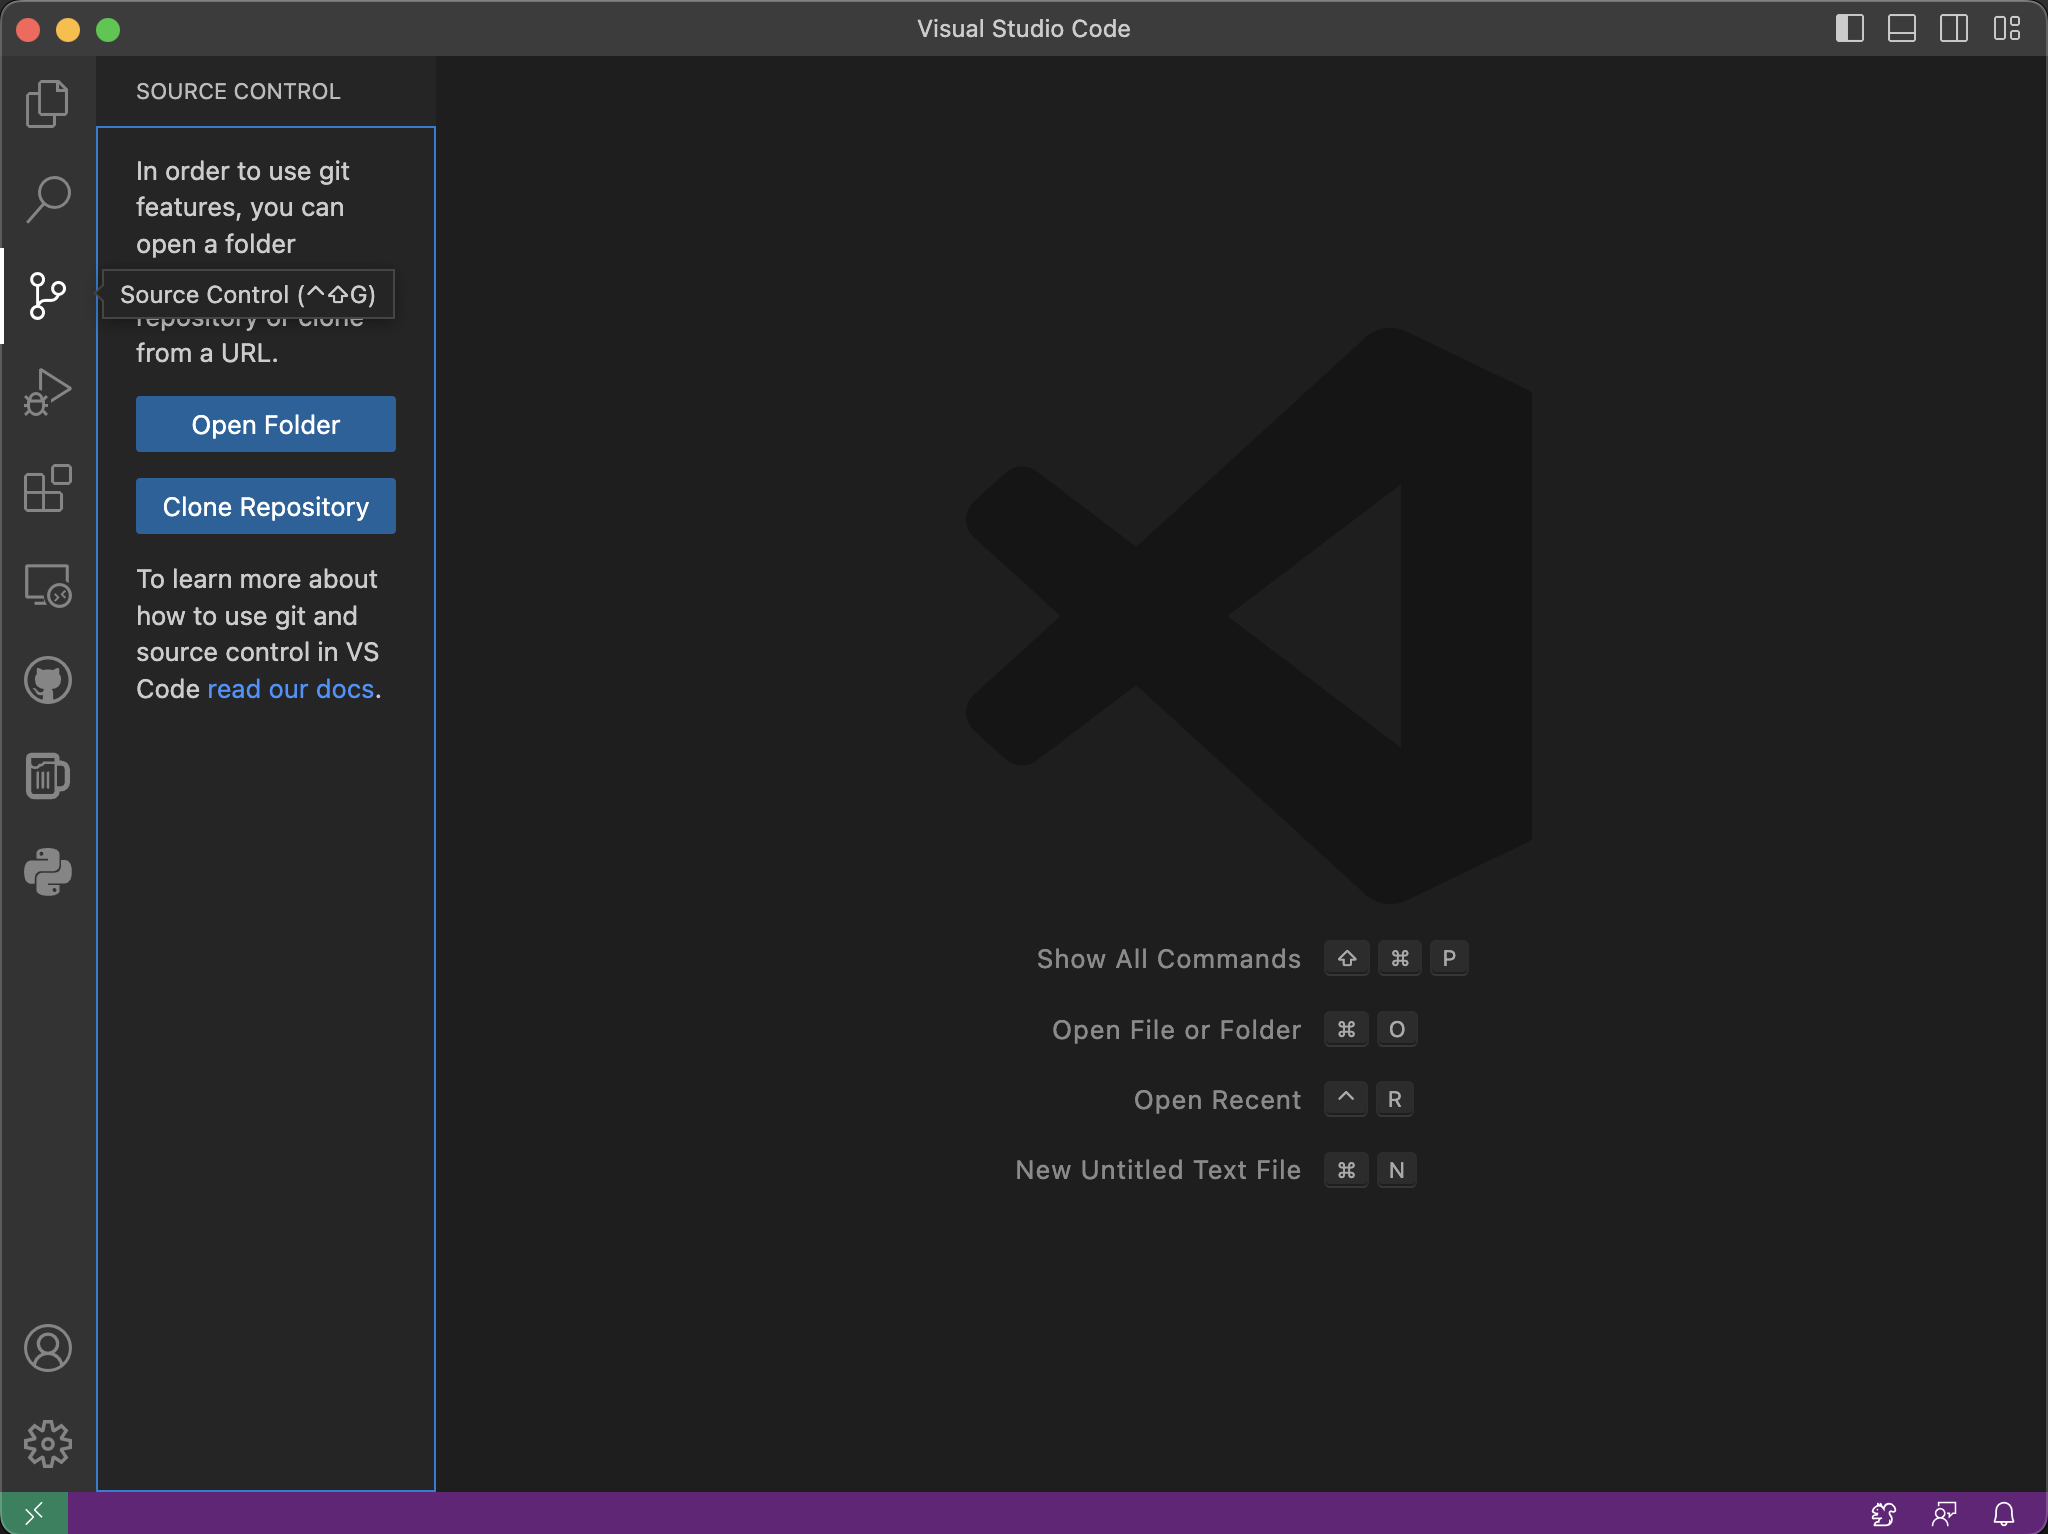 Visual Studio Code
SOURCE CONTROL
In order to use git
features, you can
open a folder
Source Control (^⇧G)
repository or clone
from a URL.
Open Folder
Clone Repository
To learn more about
how to use git and
source control in VS
Code read our docs.
Show All Commands ⇧ ⌘ P
Open File or Folder ⌘ O
Open Recent ^ R
New Untitled Text File ⌘ N